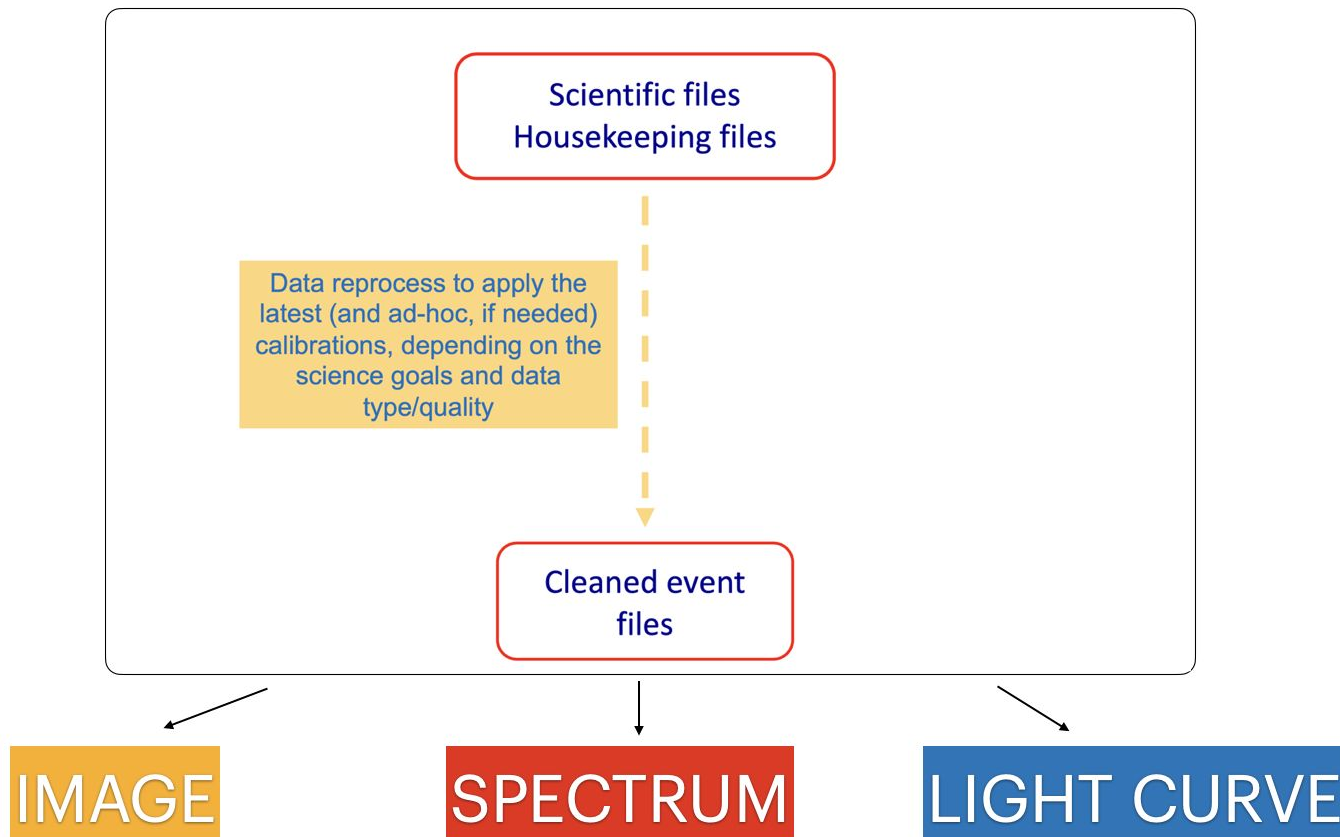 Scientific files
Housekeeping files
Data reprocess to apply the
latest (and ad-hoc, if needed)
calibrations, depending on the
science goals and data
type/quality
Cleaned event
files
IMAGE
SPECTRUM
LIGHT CURVE